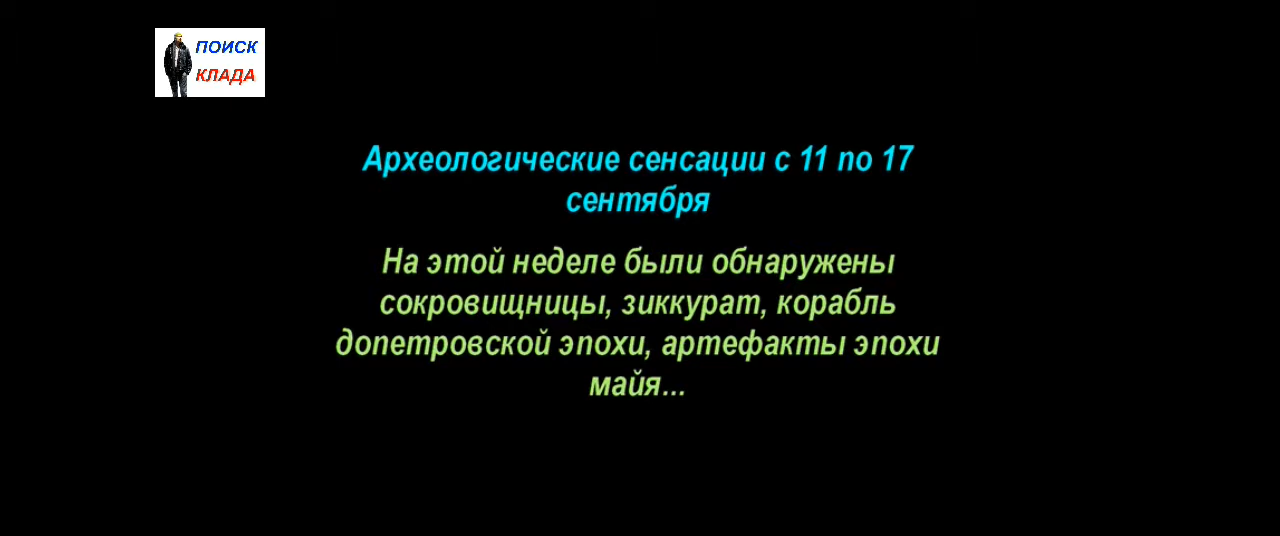 ПОИСК
КЛАДА
Археологические сенсации с 11 по 17
сентября
На этой неделе были обнаружены
сокровищницы, зиккурат, корабль
допетровской эпохи, артефакты эпохи
майя...